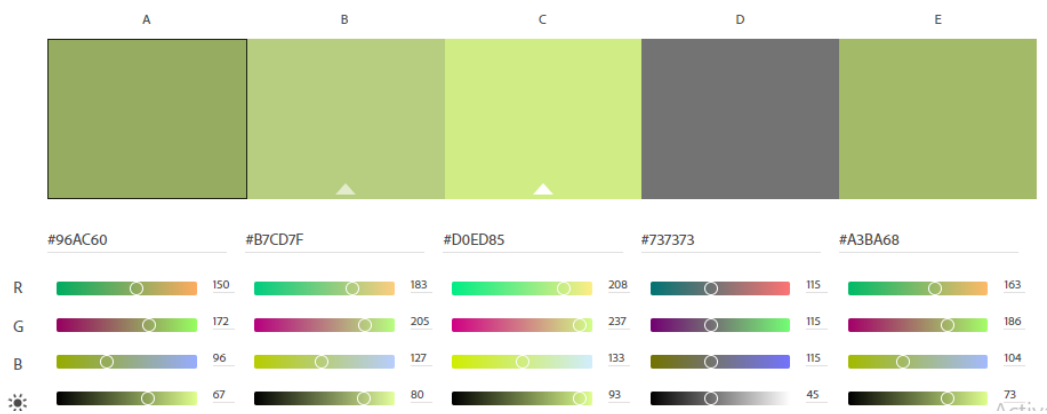 A B C D E
#96AC60 #B7CD7F #D0ED85 #737373 #A3BA68
R 150 183 208 115 163
G 172 205 237 115 186
B 96 127 133 115 104
67 80 93 45 73